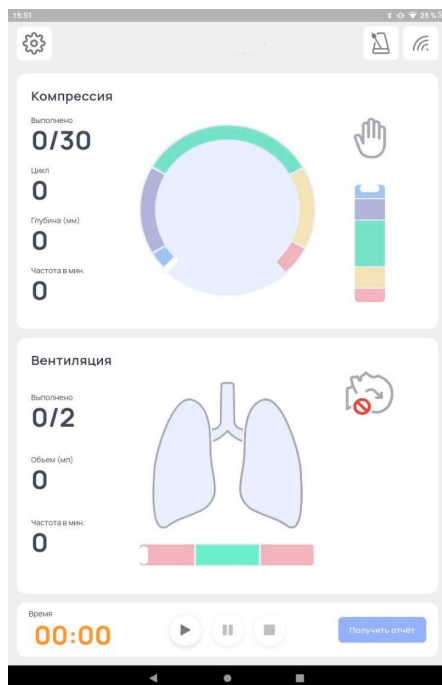 15:51
25 %
Компрессия
Выполнено
0/30
Цикл
0
Глубина (мм)
0
Частота в мин.
0
Вентиляция
Выполнено
0/2
Объем (мл)
0
Частота в мин.
0
Время
00:00
Получить отчёт